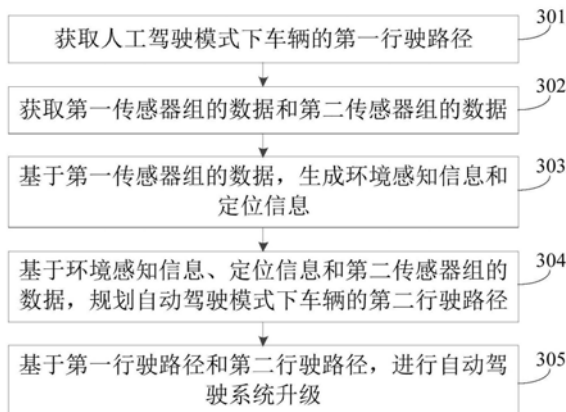 获取人工驾驶模式下车辆的第一行驶路径
301
获取第一传感器组的数据和第二传感器组的数据
302
基于第一传感器组的数据，生成环境感知信息和
定位信息
303
基于环境感知信息、定位信息和第二传感器组的
数据，规划自动驾驶模式下车辆的第二行驶路径
304
基于第一行驶路径和第二行驶路径，进行自动驾
驶系统升级
305